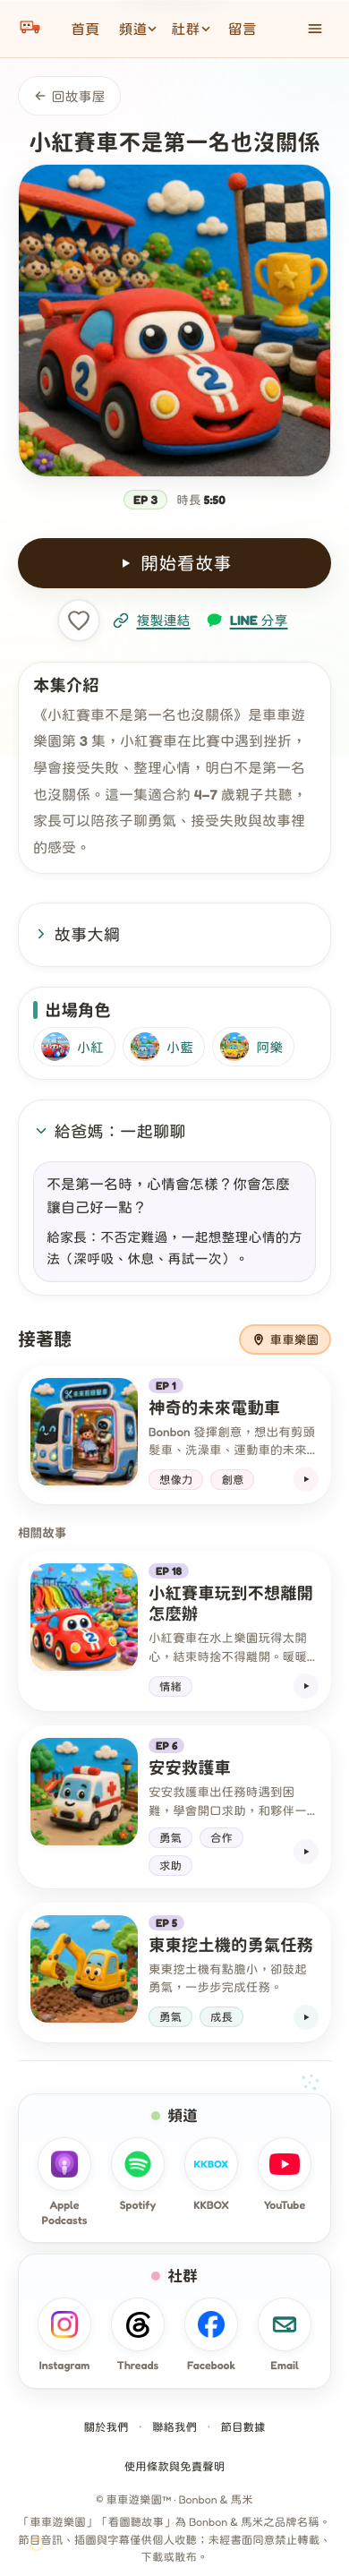 首頁 頻道 社群 留言
← 回故事屋
小紅賽車不是第一名也沒關係
2 2
EP 3 時長 5:50
開始看故事
複製連結 LINE 分享
本集介紹
《小紅賽車不是第一名也沒關係》是車車遊
樂園第 3 集，小紅賽車在比賽中遇到挫折，
學會接受失敗、整理心情，明白不是第一名
也沒關係。這一集適合約 4–7 歲親子共聽，
家長可以陪孩子聊勇氣、接受失敗與故事裡
的感受。
故事大綱
出場角色
小紅 小藍 阿樂
給爸媽：一起聊聊
不是第一名時，心情會怎樣？你會怎麼
讓自己好一點？
給家長：不否定難過，一起想整理心情的方
法（深呼吸、休息、再試一次）。
接著聽 車車樂園
EP 1
神奇的未來電動車
Bonbon 發揮創意，想出有剪頭
髮車、洗澡車、運動車的未來…
想像力 創意
相關故事
EP 18
小紅賽車玩到不想離開
怎麼辦
小紅賽車在水上樂園玩得太開
心，結束時捨不得離開。暖暖…
情緒
EP 6
安安救護車
安安救護車出任務時遇到困
難，學會開口求助，和夥伴一…
勇氣 合作
求助
EP 5
東東挖土機的勇氣任務
東東挖土機有點膽小，卻鼓起
勇氣，一步步完成任務。
勇氣 成長
頻道
KKBOX
Apple Spotify KKBOX YouTube
Podcasts
社群
Instagram Threads Facebook Email
關於我們 · 聯絡我們 · 節目數據
使用條款與免責聲明
© 車車遊樂園™ · Bonbon & 馬米
「車車遊樂園」「看圖聽故事」為 Bonbon & 馬米之品牌名稱。
節目音訊、插圖與字幕僅供個人收聽；未經書面同意禁止轉載、
下載或散布。